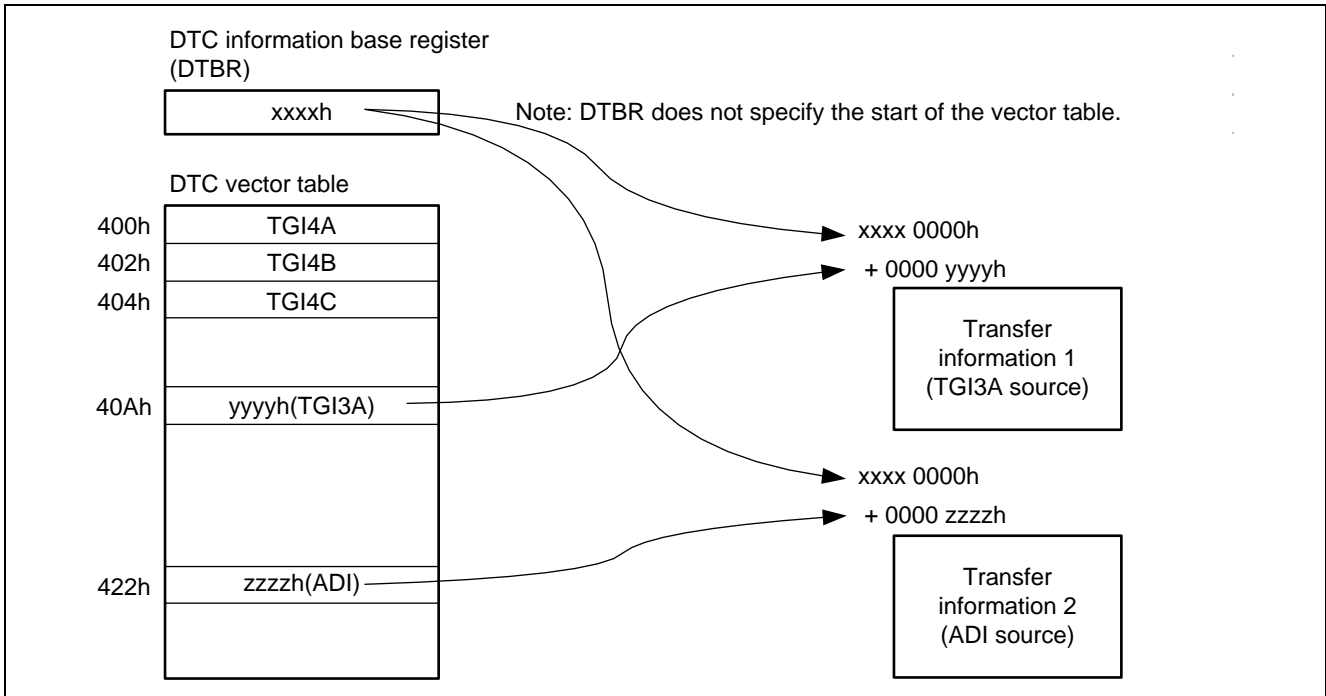 DTC information base register
(DTBR)
xxxxh
Note: DTBR does not specify the start of the vector table.
DTC vector table
400h
TGI4A
402h
TGI4B
404h
TGI4C
40Ah
yyyyh(TGI3A)
422h
zzzzh(ADI)
xxxx 0000h
+ 0000 yyyyh
Transfer
information 1
(TGI3A source)
xxxx 0000h
+ 0000 zzzzh
Transfer
information 2
(ADI source)